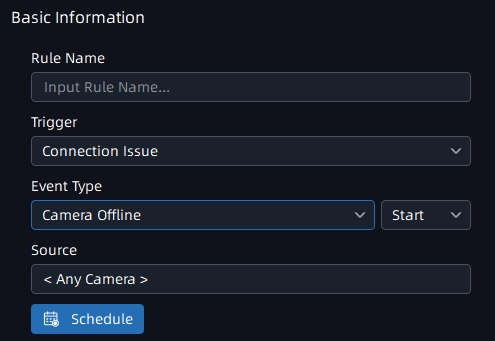 Basic Information
Rule Name
Input Rule Name...
Trigger
Connection Issue
Event Type
Camera Offline
Start
Source
< Any Camera >
Schedule